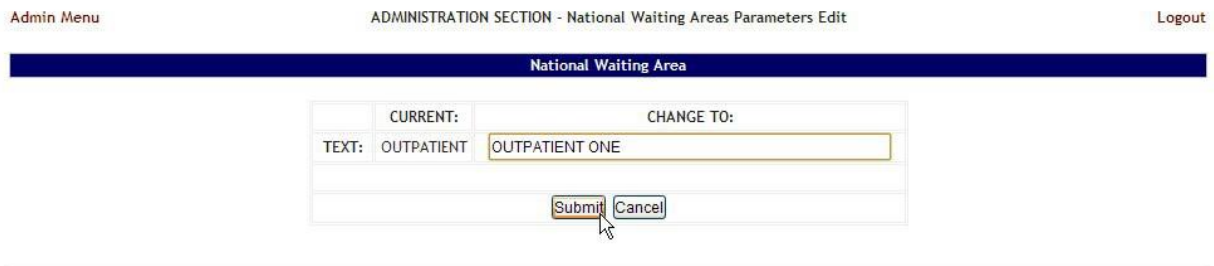 Admin Menu ADMINISTRATION SECTION - National Waiting Areas Parameters Edit Logout
National Waiting Area
CURRENT: CHANGE TO:
TEXT: OUTPATIENT OUTPATIENT ONE
Submit Cancel